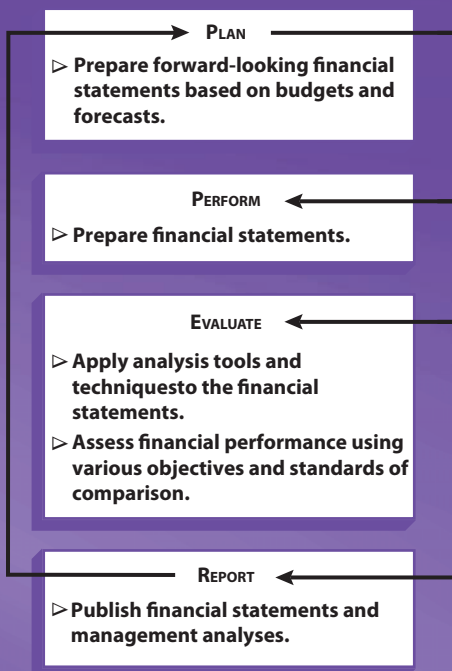 PLAN
▷ Prepare forward-looking financial
statements based on budgets and
forecasts.
PERFORM
▷ Prepare financial statements.
EVALUATE
▷ Apply analysis tools and
techniquesto the financial
statements.
▷ Assess financial performance using
various objectives and standards of
comparison.
REPORT
▷ Publish financial statements and
management analyses.